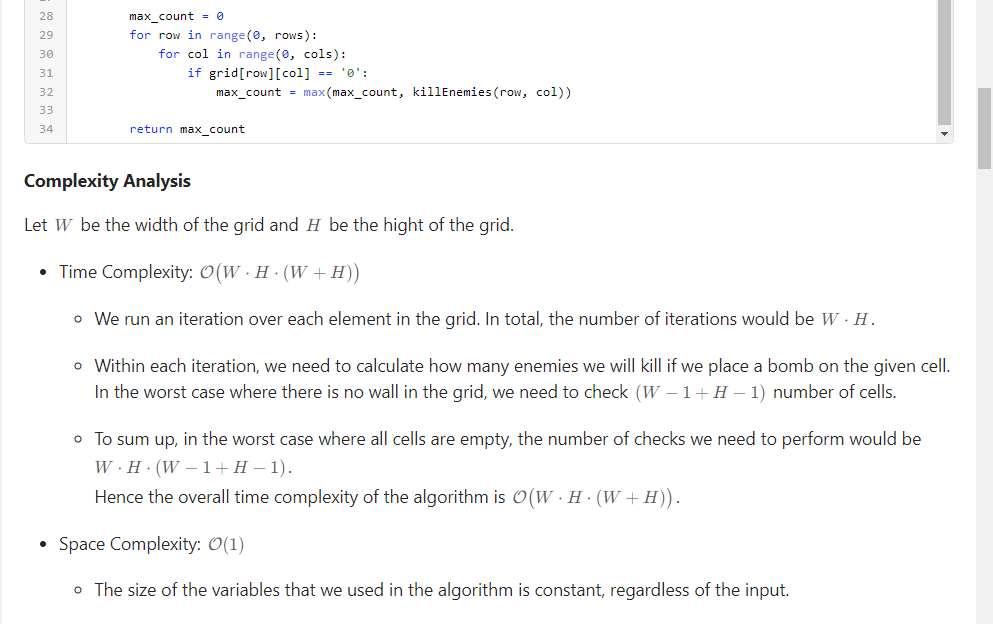 28 max_count = 0
29 for row in range(0, rows):
30 for col in range(0, cols):
31 if grid[row][col] == '0':
32 max_count = max(max_count, killEnemies(row, col))
33
34 return max_count
Complexity Analysis
Let W be the width of the grid and H be the hight of the grid.
• Time Complexity: O(W · H · (W + H))
◦ We run an iteration over each element in the grid. In total, the number of iterations would be W · H.
◦ Within each iteration, we need to calculate how many enemies we will kill if we place a bomb on the given cell.
In the worst case where there is no wall in the grid, we need to check (W − 1 + H − 1) number of cells.
◦ To sum up, in the worst case where all cells are empty, the number of checks we need to perform would be
W · H · (W − 1 + H − 1).
Hence the overall time complexity of the algorithm is O(W · H · (W + H)).
• Space Complexity: O(1)
◦ The size of the variables that we used in the algorithm is constant, regardless of the input.